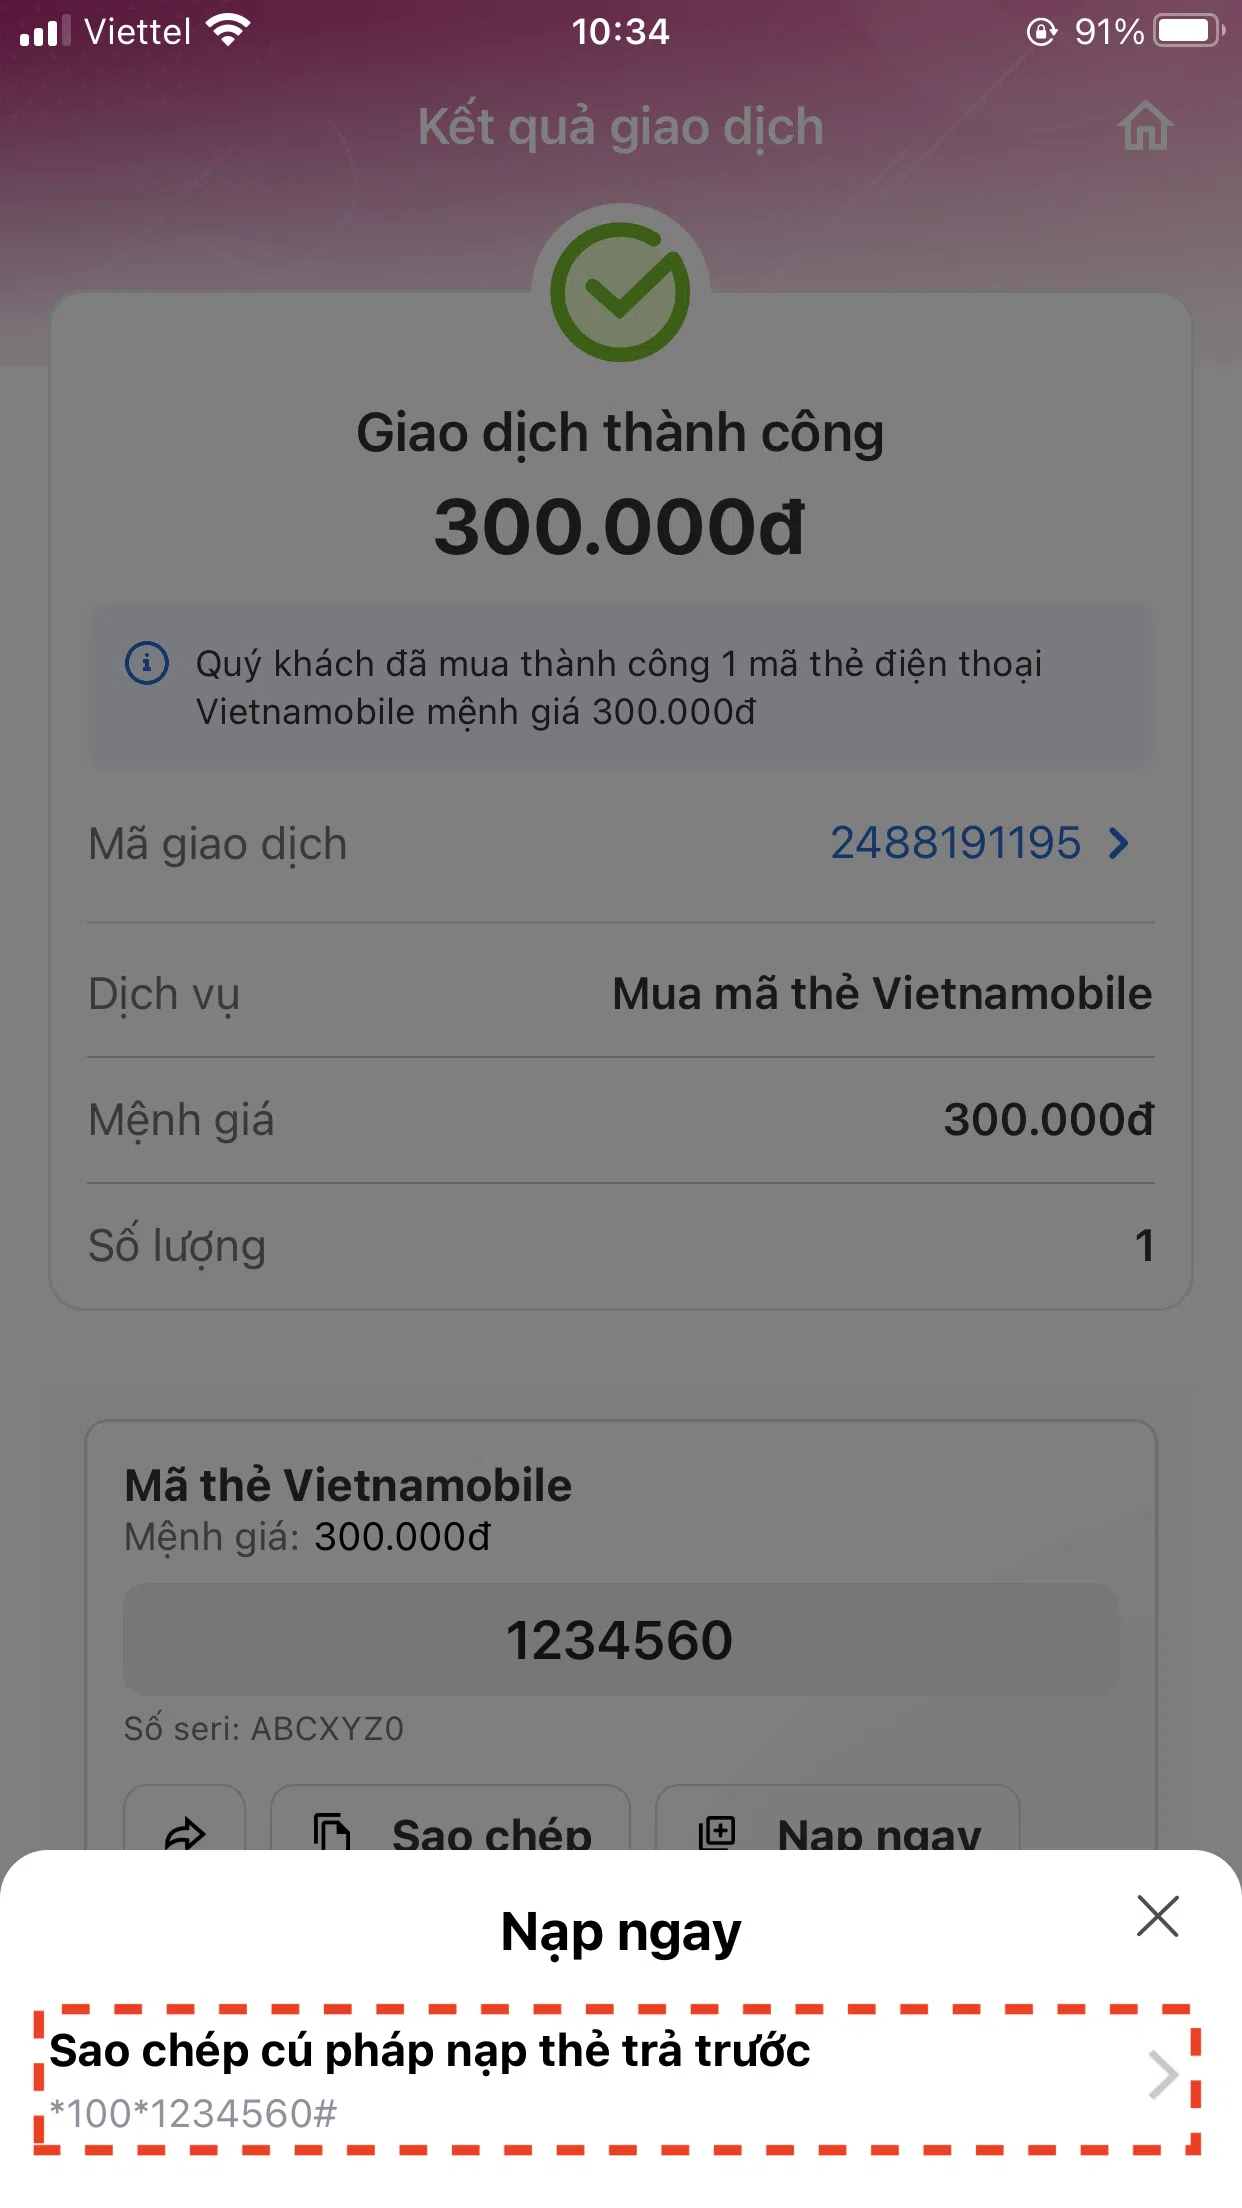 Viettel 10:34 91%
Kết quả giao dịch
Giao dịch thành công
300.000đ
Quý khách đã mua thành công 1 mã thẻ điện thoại
Vietnamobile mệnh giá 300.000đ
Mã giao dịch 2488191195
Dịch vụ Mua mã thẻ Vietnamobile
Mệnh giá 300.000đ
Số lượng 1
Mã thẻ Vietnamobile
Mệnh giá: 300.000đ
1234560
Số seri: ABCXYZ0
Sao chép Nạp ngay
Nạp ngay
Sao chép cú pháp nạp thẻ trả trước
*100*1234560#